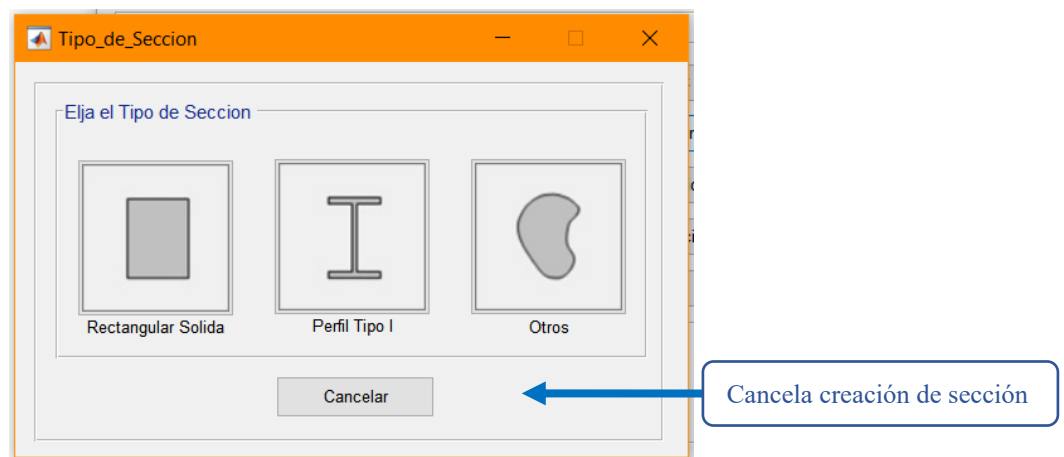 Tipo_de_Seccion
Elja el Tipo de Seccion
Rectangular Solida
Perfil Tipo I
Otros
Cancelar
Cancela creación de sección